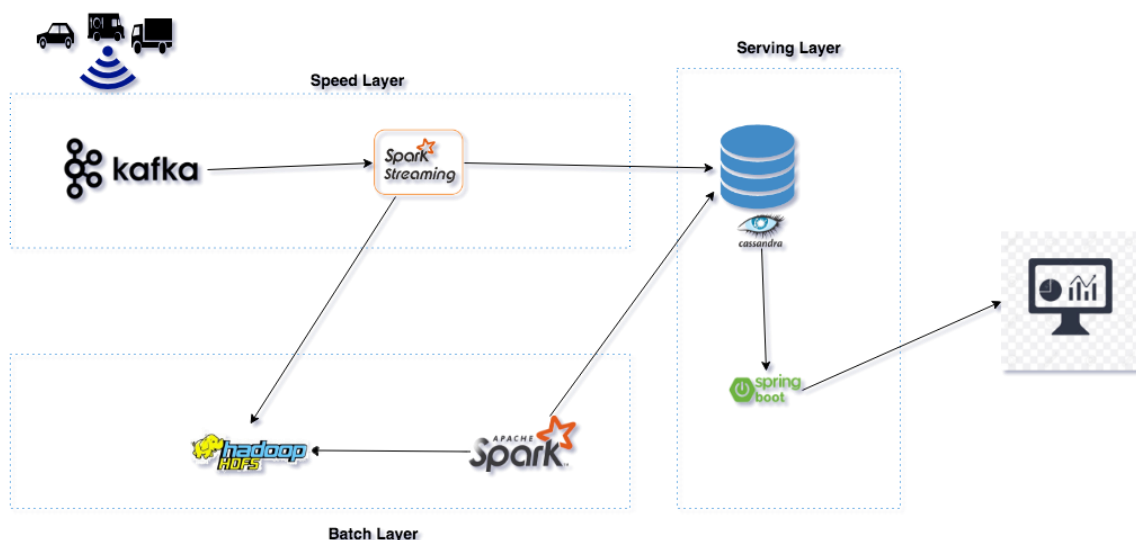 Serving Layer
Speed Layer
kafka
Spark
Streaming
cassandra
spring
boot
hadoop
HDFS
APACHE
Spark
Batch Layer